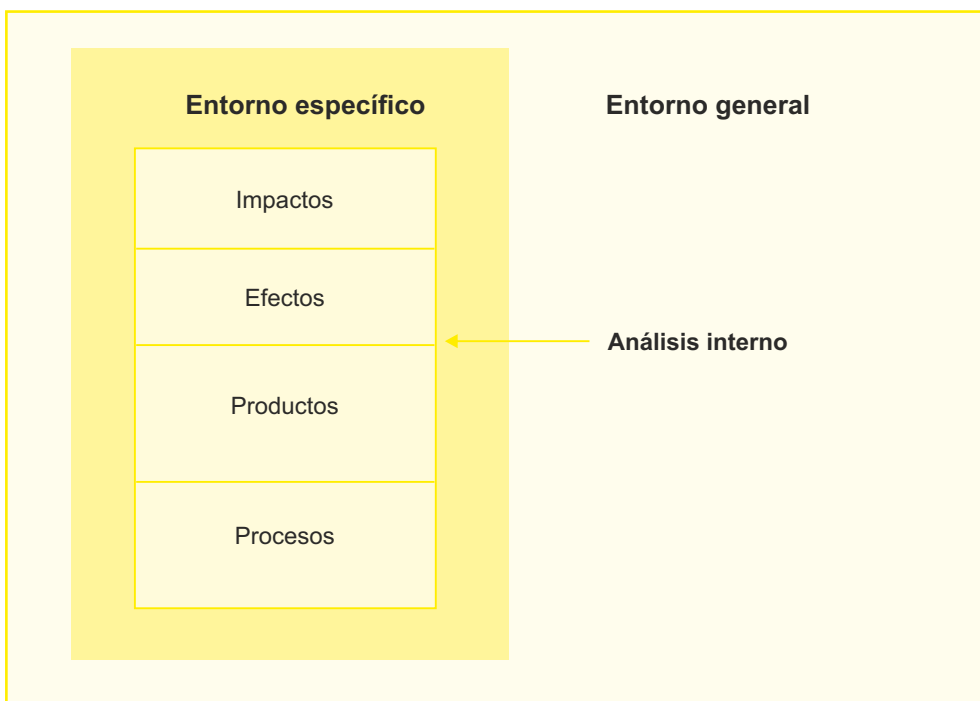 Entorno específico
Entorno general
Impactos
Efectos
Análisis interno
Productos
Procesos